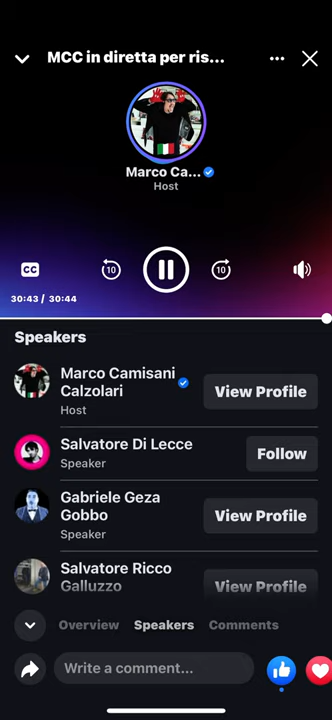 MCC in diretta per ris...
Marco Ca...
Host
CC
10
10
30:43 / 30:44
Speakers
Marco Camisani
Calzolari
Host
View Profile
Salvatore Di Lecce
Speaker
Follow
Gabriele Geza
Gobbo
Speaker
View Profile
Salvatore Ricco
Galluzzo
View Profile
Overview
Speakers
Comments
Write a comment...